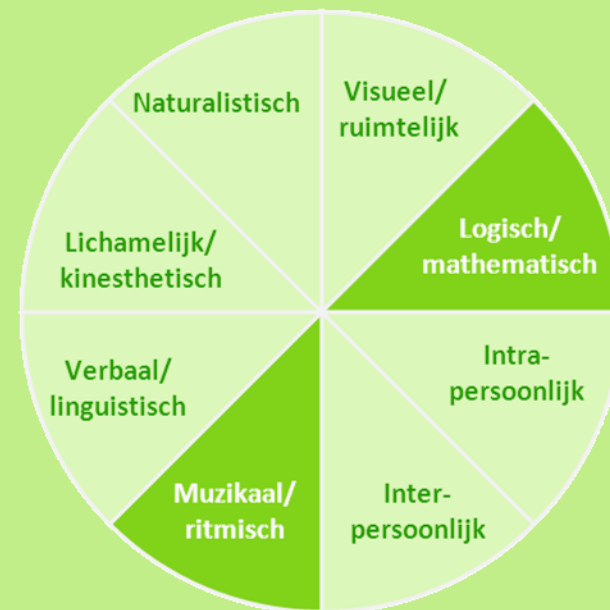 Naturalistisch
Visueel/
ruimtelijk
Logisch/
mathematisch
Intra-
persoonlijk
Inter-
persoonlijk
Muzikaal/
ritmisch
Verbaal/
linguistisch
Lichamelijk/
kinesthetisch